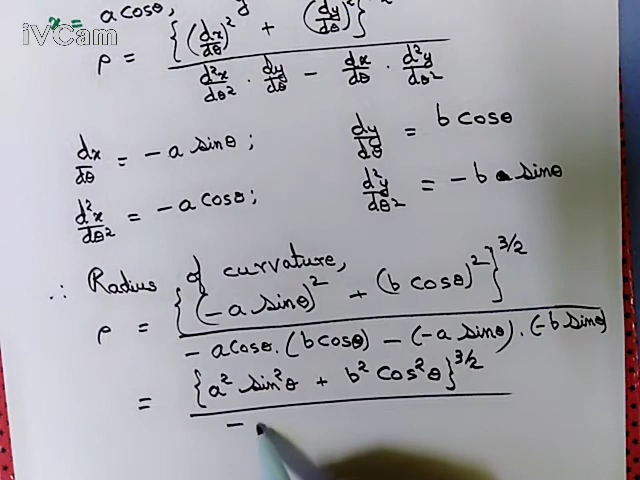 x = a cosθ,
iVCam
ρ = {(dx/dθ)² + (dy/dθ)²} / d²x/dθ² · dy/dθ − dx/dθ · d²y/dθ²
dx/dθ = − a sinθ ; dy/dθ = b cosθ
d²x/dθ² = − a cosθ ; d²y/dθ² = − b sinθ
∴ Radius of curvature,
ρ = {(− a sinθ)² + (b cosθ)²}^3/2 / − a cosθ . (b cosθ) − (− a sinθ) . (− b sinθ)
= {a² sin²θ + b² cos²θ}^3/2 / −